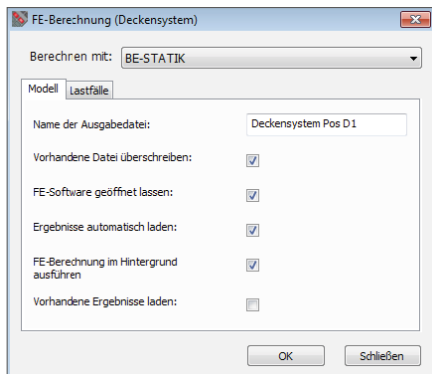 FE-Berechnung (Deckensystem)
Berechnen mit: BE-STATIK
Modell Lastfälle
Name der Ausgabedatei: Deckensystem Pos D1
Vorhandene Datei überschreiben:
FE-Software geöffnet lassen:
Ergebnisse automatisch laden:
FE-Berechnung im Hintergrund
ausführen
Vorhandene Ergebnisse laden:
OK Schließen